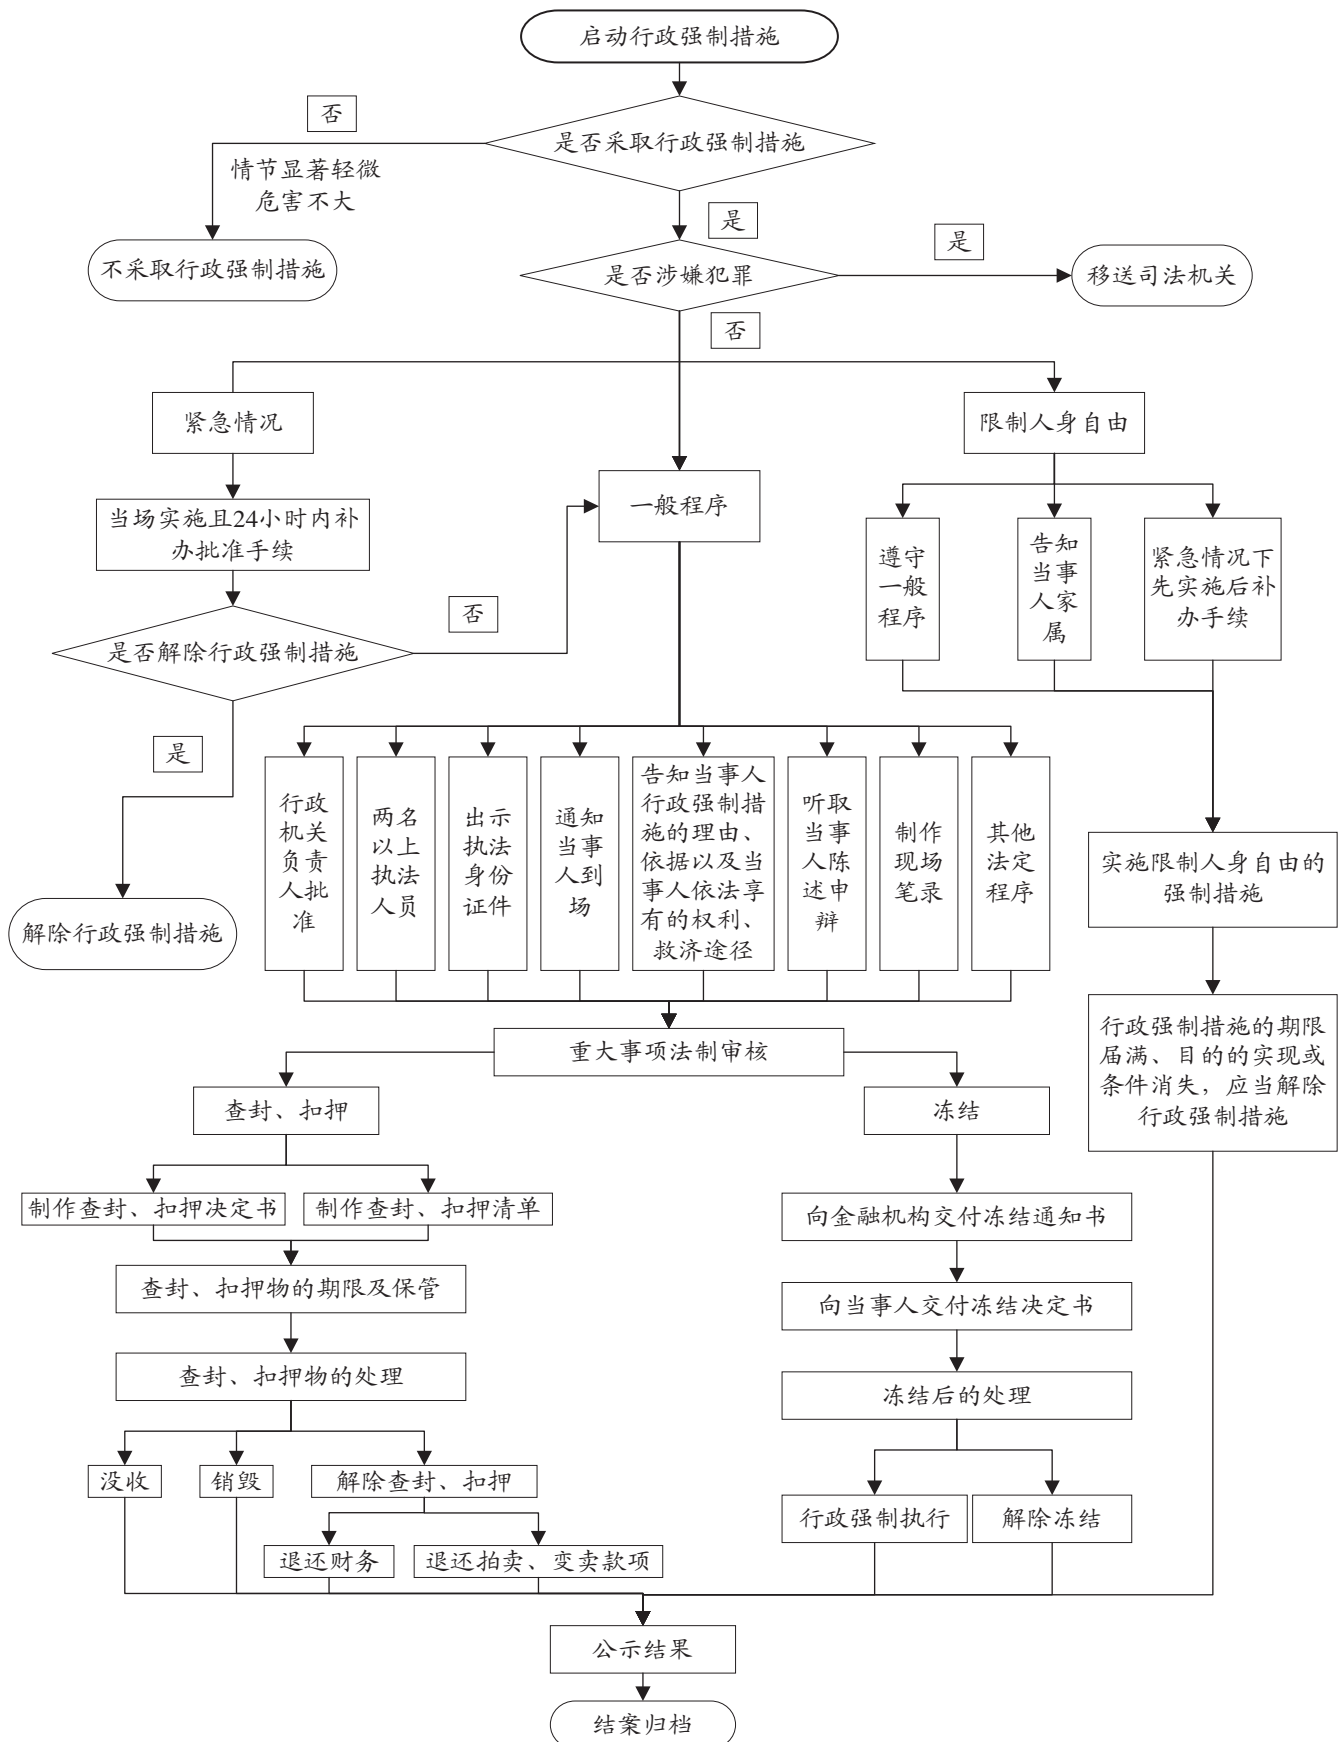 启动行政强制措施
否
是否采取行政强制措施
情节显著轻微
危害不大
是
是
不采取行政强制措施
是否涉嫌犯罪
移送司法机关
否
紧急情况
限制人身自由
一般程序
当场实施且24小时内补
办批准手续
遵守
一般
程序
告知
当事
人家
属
紧急情况下
先实施后补
办手续
否
是否解除行政强制措施
是
解除行政强制措施
行政
机关
负责
人批
准
两名
以上
执法
人员
出示
执法
身份
证件
通知
当事
人到
场
告知当事人
行政强制措
施的理由、
依据以及当
事人依法享
有的权利、
救济途径
听取
当事
人陈
述申
辩
制作
现场
笔录
其他
法定
程序
实施限制人身自由的
强制措施
重大事项法制审核
行政强制措施的期限
届满、目的的实现或
条件消失，应当解除
行政强制措施
查封、扣押
冻结
制作查封、扣押决定书
制作查封、扣押清单
向金融机构交付冻结通知书
查封、扣押物的期限及保管
向当事人交付冻结决定书
查封、扣押物的处理
冻结后的处理
没收
销毁
解除查封、扣押
行政强制执行
解除冻结
退还财务
退还拍卖、变卖款项
公示结果
结案归档